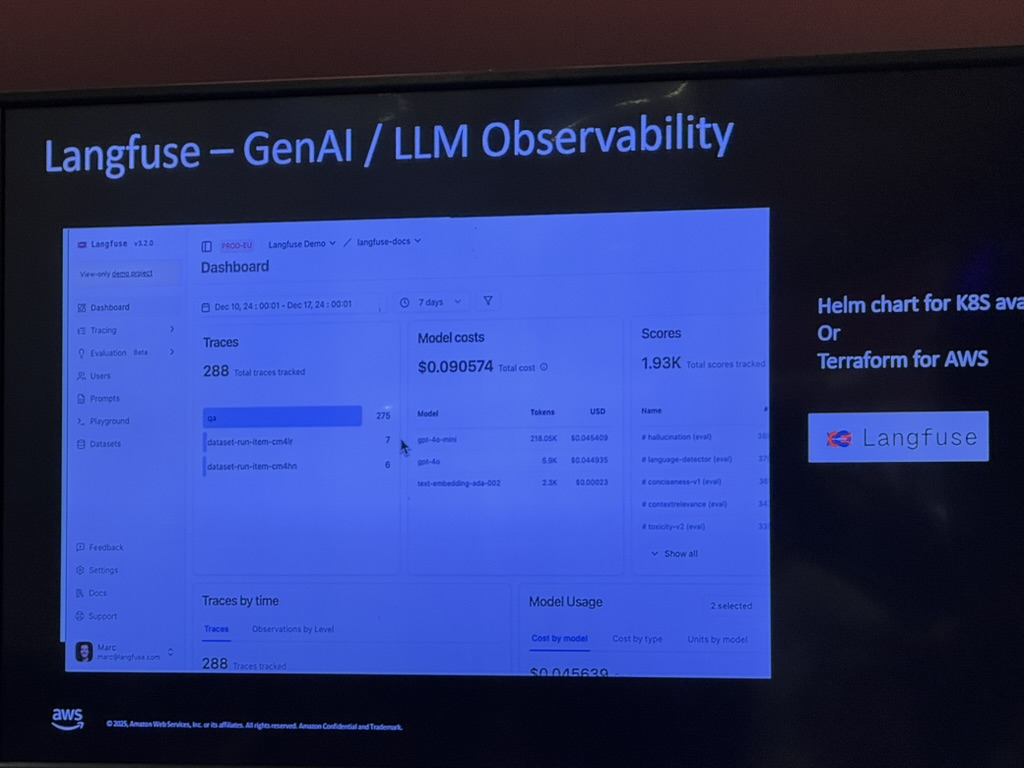 Langfuse – GenAI / LLM Observability
Langfuse v3.2.0
View-only demo project
Dashboard
Tracing
Evaluation Beta
Users
Prompts
Playground
Datasets
Feedback
Settings
Docs
Support
Marc
marc@langfuse.com
PROD-EU Langfuse Demo / langfuse-docs
Dashboard
Dec 10, 24 : 00:01 - Dec 17, 24 : 00:01
7 days
Traces
288 Total traces tracked
qa 275
dataset-run-item-cm4lr 7
dataset-run-item-cm4hn 6
Model costs
$0.090574 Total cost
Model Tokens USD
gpt-4o-mini 218.05K $0.045409
gpt-4o 5.9K $0.044935
text-embedding-ada-002 2.3K $0.00023
Scores
1.93K Total scores tracked
Name #
# hallucination (eval)
# language-detector (eval)
# conciseness-v1 (eval)
# contextrelevance (eval)
# toxicity-v2 (eval)
Show all
Traces by time
Traces Observations by Level
288 Traces tracked
Model Usage
2 selected
Cost by model Cost by type Units by model
$0.045639
Helm chart for K8S ava
Or
Terraform for AWS
Langfuse
aws
© 2025, Amazon Web Services, Inc. or its affiliates. All rights reserved. Amazon Confidential and Trademark.